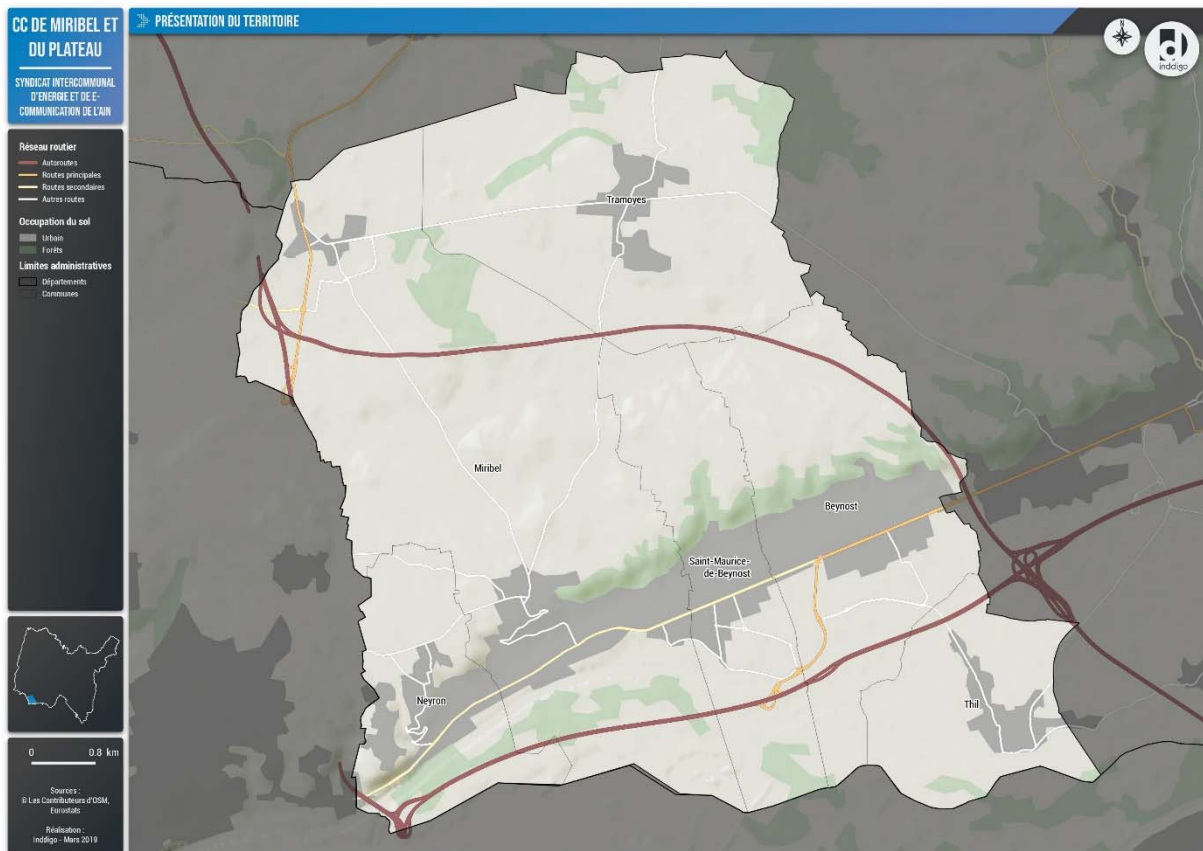 CC DE MIRIBEL ET
DU PLATEAU
SYNDICAT INTERCOMMUNAL
D'ENERGIE ET DE E-
COMMUNICATION DE L'AIN
PRÉSENTATION DU TERRITOIRE
N
inddigo
Réseau routier
Autoroutes
Routes principales
Routes secondaires
Autres routes
Occupation du sol
Urbain
Forêts
Limites administratives
Départements
Communes
Tramoyes
Miribel
Beynost
Saint-Maurice-
de-Beynost
Neyron
Thil
0 0.8 km
Sources :
© Les Contributeurs d'OSM,
Eurostats
Réalisation :
Inddigo - Mars 2019